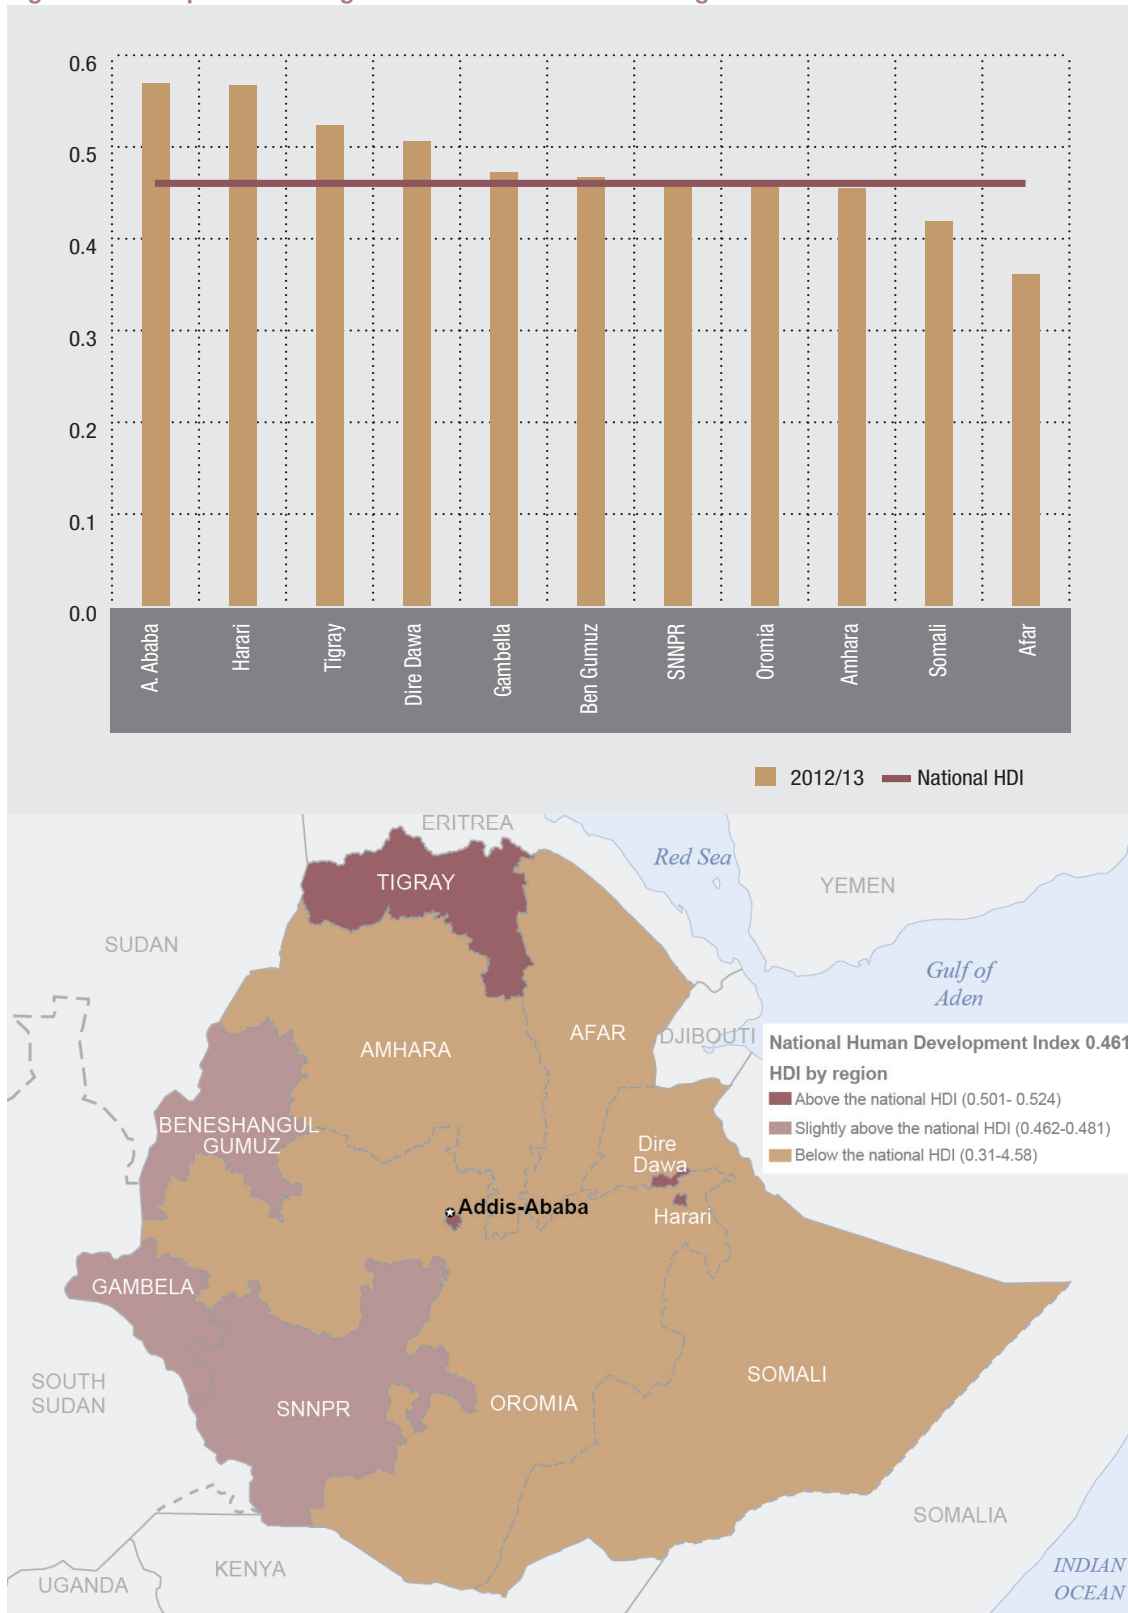 0.6
0.5
0.4
0.3
0.2
0.1
0.0
A. Ababa
Harari
Tigray
Dire Dawa
Gambella
Ben Gumuz
SNNPR
Oromia
Amhara
Somali
Afar
2012/13
National HDI
ERITREA
Red Sea
YEMEN
TIGRAY
SUDAN
Gulf of
Aden
AFAR
DJIBOUTI
AMHARA
National Human Development Index 0.461
HDI by region
Above the national HDI (0.501- 0.524)
Slightly above the national HDI (0.462-0.481)
Below the national HDI (0.31-4.58)
BENESHANGUL
GUMUZ
Dire
Dawa
Addis-Ababa
Harari
GAMBELA
SOMALI
SOUTH
SUDAN
SNNPR
OROMIA
SOMALIA
KENYA
UGANDA
INDIAN
OCEAN